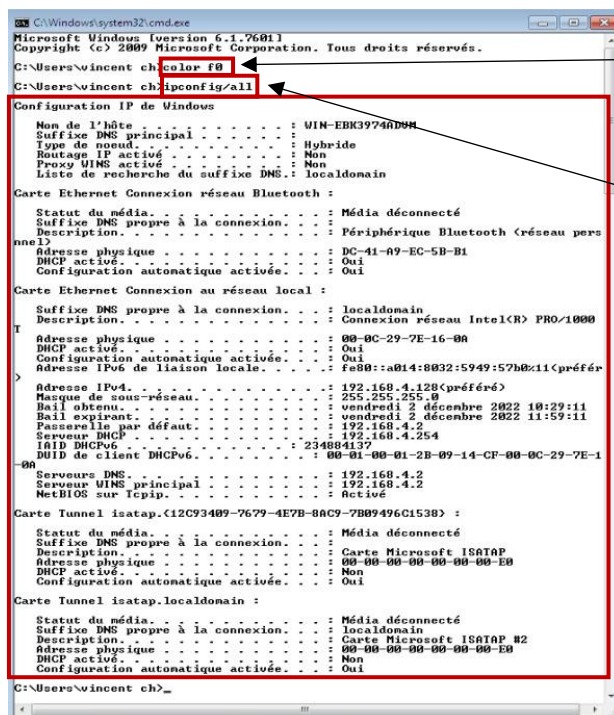 C:\Windows\system32\cmd.exe
Microsoft Windows [version 6.1.7601]
Copyright (c) 2009 Microsoft Corporation. Tous droits réservés.
C:\Users\vincent ch>color f0
C:\Users\vincent ch>ipconfig/all
Configuration IP de Windows
Nom de l'hôte . . . . . . . . . . : WIN-EBK3974ADVM
Suffixe DNS principal . . . . . . :
Type de noeud. . . . . . . . . . : Hybride
Routage IP activé . . . . . . . . : Non
Proxy WINS activé . . . . . . . . : Non
Liste de recherche du suffixe DNS.: localdomain
Carte Ethernet Connexion réseau Bluetooth :
Statut du média. . . . . . . . . . . . : Média déconnecté
Suffixe DNS propre à la connexion. . . :
Description. . . . . . . . . . . . . . : Périphérique Bluetooth (réseau pers
nnel)
Adresse physique . . . . . . . . . . . : DC-41-A9-EC-5B-B1
DHCP activé. . . . . . . . . . . . . . : Oui
Configuration automatique activée. . . : Oui
Carte Ethernet Connexion au réseau local :
Suffixe DNS propre à la connexion. . . : localdomain
Description. . . . . . . . . . . . . . : Connexion réseau Intel(R) PRO/1000
T
Adresse physique . . . . . . . . . . . : 00-0C-29-7E-16-0A
DHCP activé. . . . . . . . . . . . . . : Oui
Configuration automatique activée. . . : Oui
Adresse IPv6 de liaison locale. . . . .: fe80::a014:8032:5949:57b0%11(préfér
)
Adresse IPv4. . . . . . . . . . . . . .: 192.168.4.128(préféré)
Masque de sous-réseau. . . . . . . . . : 255.255.255.0
Bail obtenu. . . . . . . . . . . . . . : vendredi 2 décembre 2022 10:29:11
Bail expirant. . . . . . . . . . . . . : vendredi 2 décembre 2022 11:59:11
Passerelle par défaut. . . . . . . . . : 192.168.4.2
Serveur DHCP . . . . . . . . . . . . . : 192.168.4.254
IAID DHCPv6 . . . . . . . . . . . : 234884137
DUID de client DHCPv6. . . . . . . . : 00-01-00-01-2B-09-14-CF-00-0C-29-7E-1
-0A
Serveurs DNS. . . . . . . . . . . . . : 192.168.4.2
Serveur WINS principal . . . . . . . . : 192.168.4.2
NetBIOS sur Tcpip. . . . . . . . . . . : Activé
Carte Tunnel isatap.{12C93409-7679-4E7B-8AC9-7B09496C1538} :
Statut du média. . . . . . . . . . . . : Média déconnecté
Suffixe DNS propre à la connexion. . . :
Description. . . . . . . . . . . . . . : Carte Microsoft ISATAP
Adresse physique . . . . . . . . . . . : 00-00-00-00-00-00-00-E0
DHCP activé. . . . . . . . . . . . . . : Non
Configuration automatique activée. . . : Oui
Carte Tunnel isatap.localdomain :
Statut du média. . . . . . . . . . . . : Média déconnecté
Suffixe DNS propre à la connexion. . . : localdomain
Description. . . . . . . . . . . . . . : Carte Microsoft ISATAP #2
Adresse physique . . . . . . . . . . . : 00-00-00-00-00-00-00-E0
DHCP activé. . . . . . . . . . . . . . : Non
Configuration automatique activée. . . : Oui
C:\Users\vincent ch>_